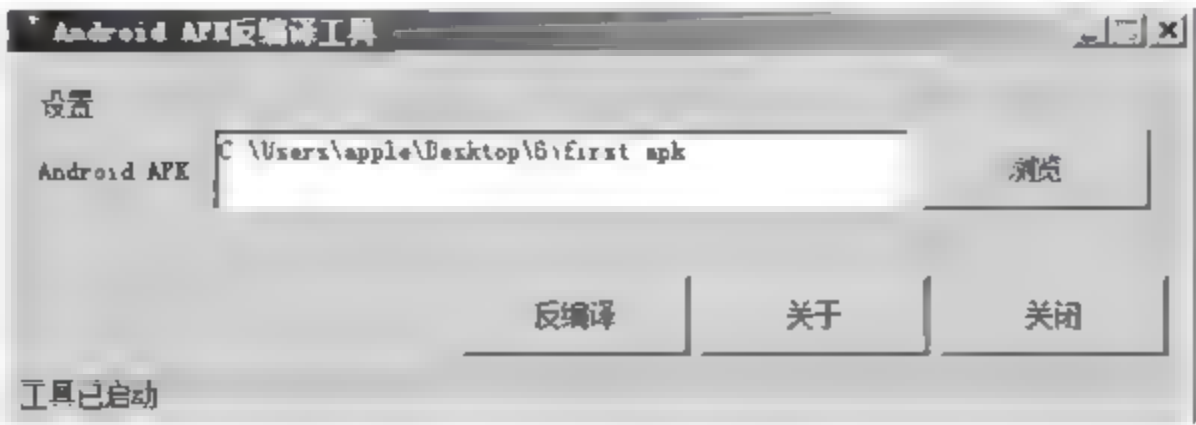 Android APK反编译工具
设置
Android APK
C \Users\apple\Desktop\6\first apk
浏览
反编译
关于
关闭
工具已启动